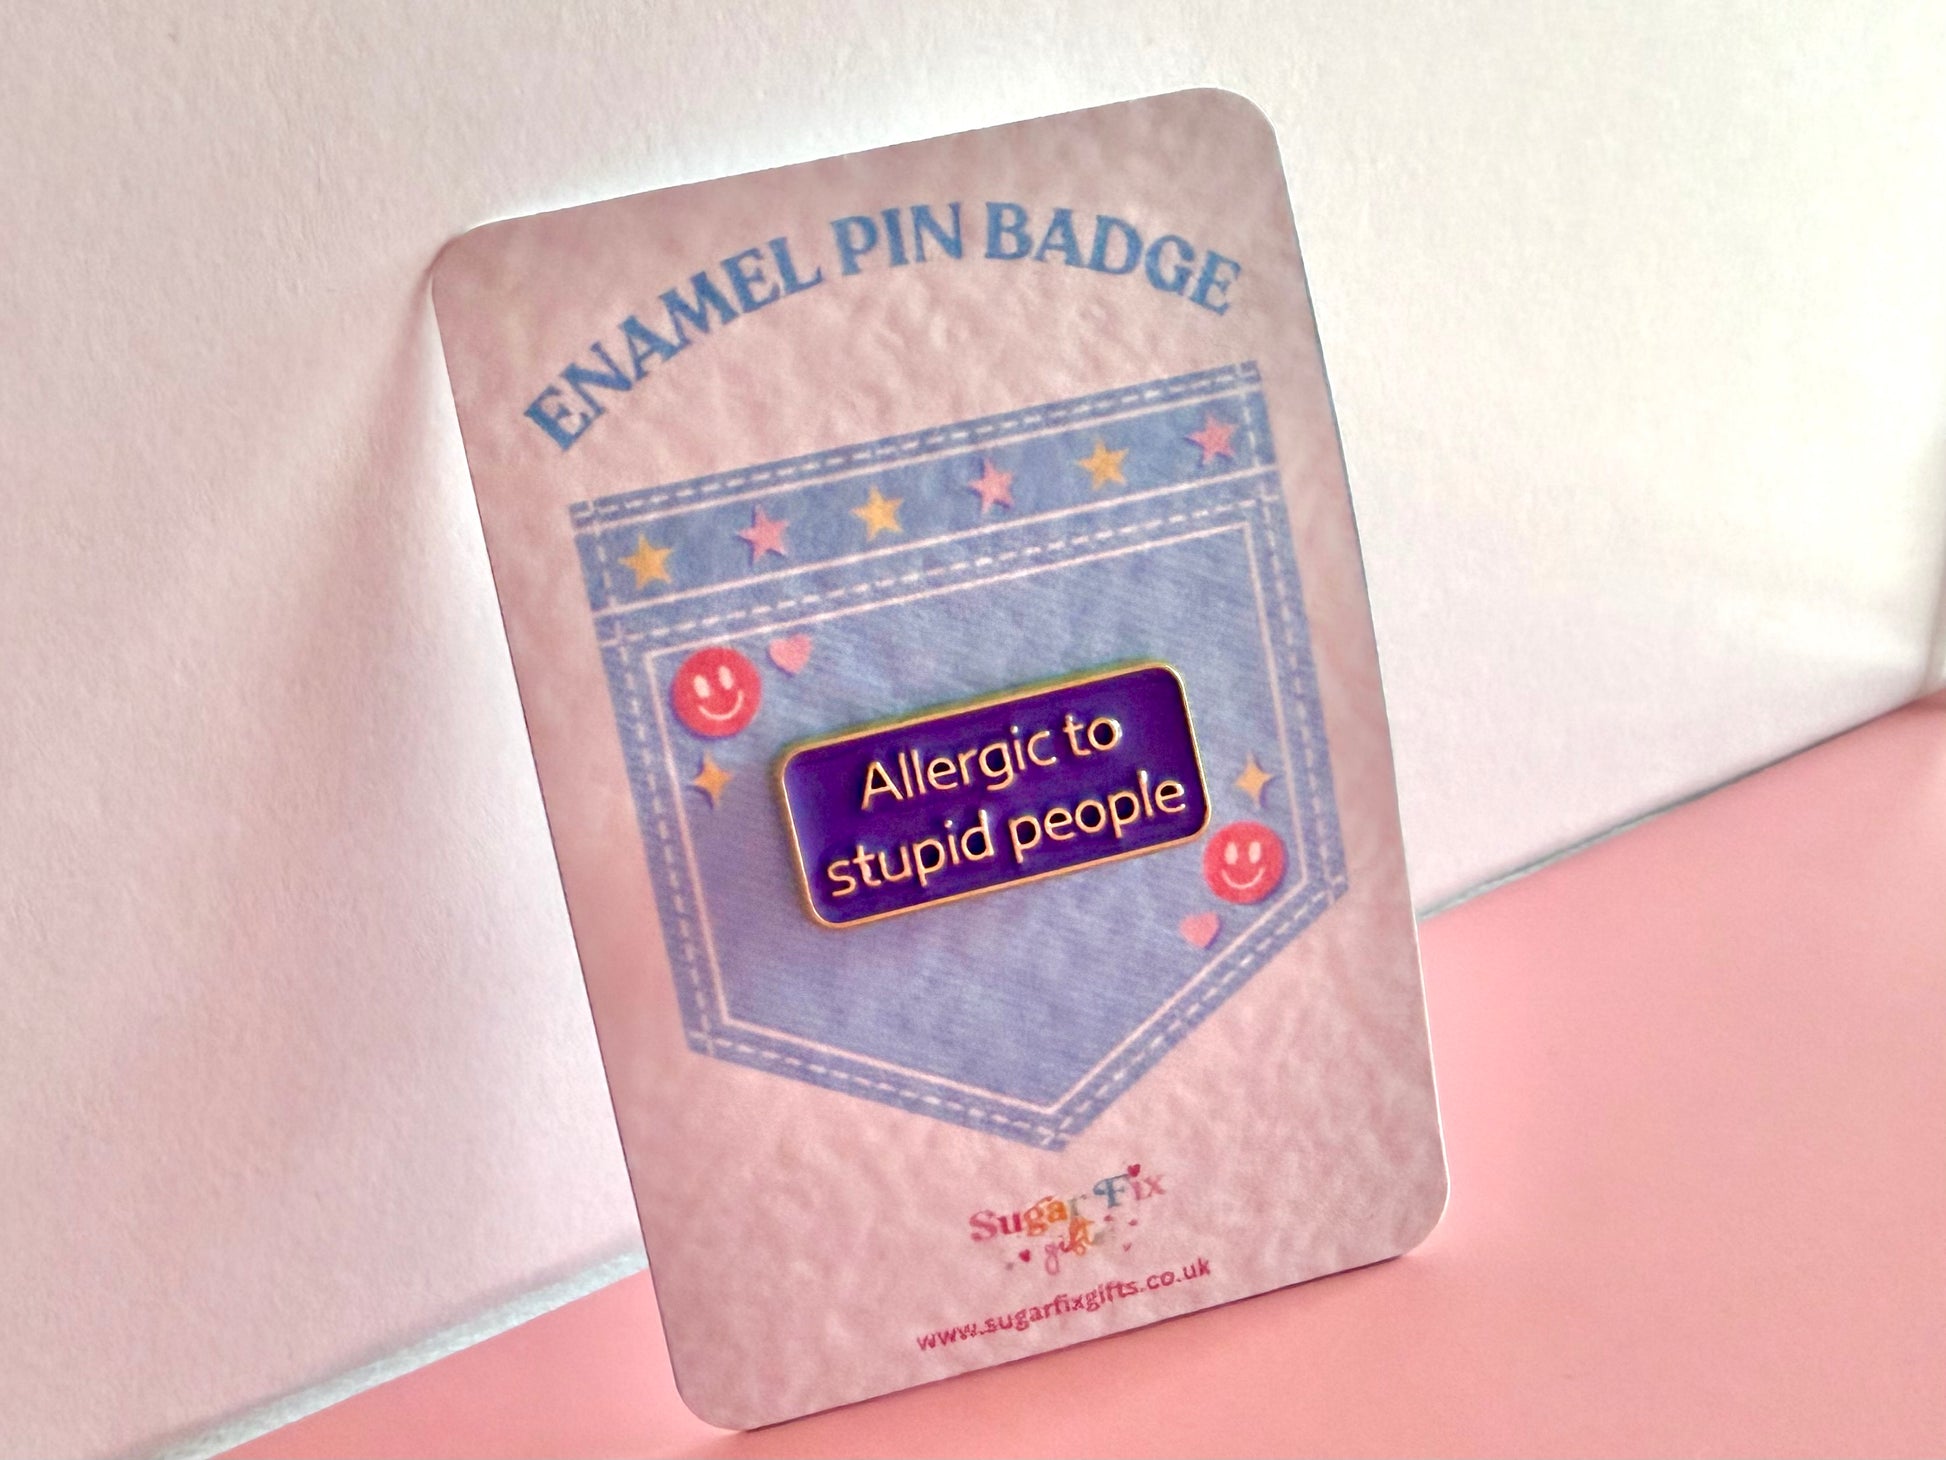 ENAMEL PIN BADGE
Allergic to
stupid people
Sugar Fix
gifts
www.sugarfixgifts.co.uk